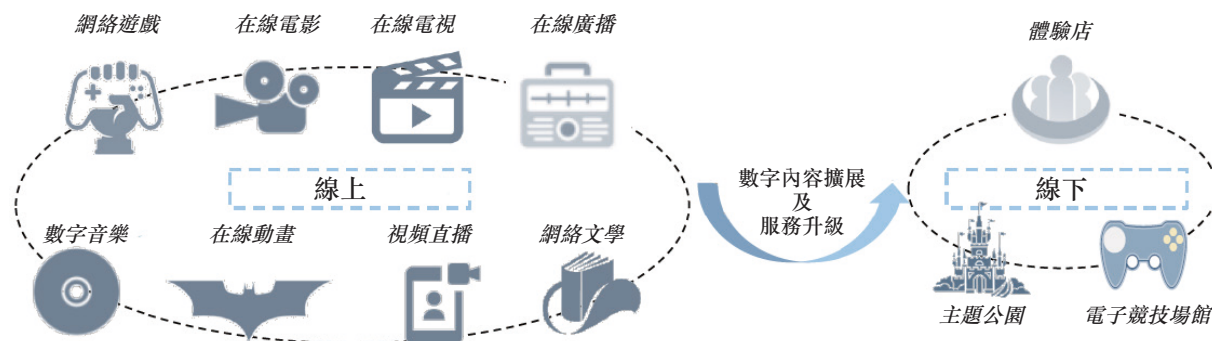 網絡遊戲
在線電影
在線電視
在線廣播
線上
數字音樂
在線動畫
視頻直播
網絡文學
數字內容擴展
及
服務升級
體驗店
線下
主題公園
電子競技場館